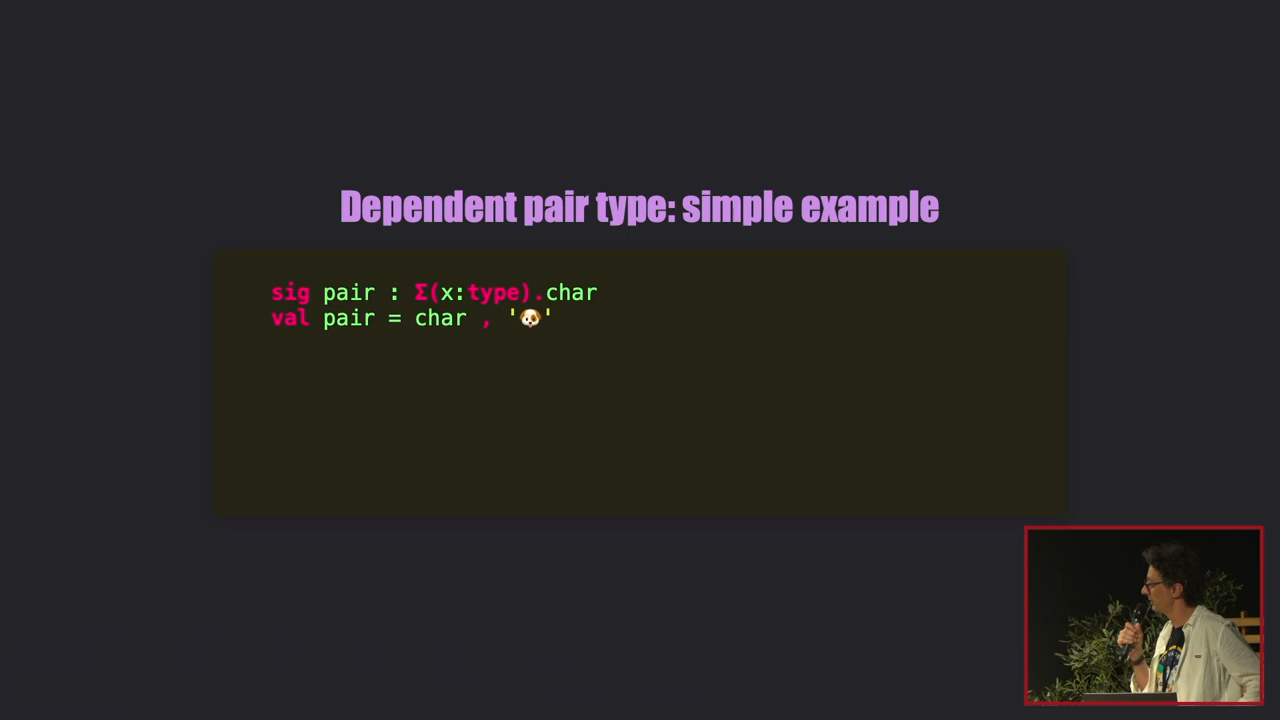 Dependent pair type: simple example
sig pair : Σ(x:type).char
val pair = char , '🐶'